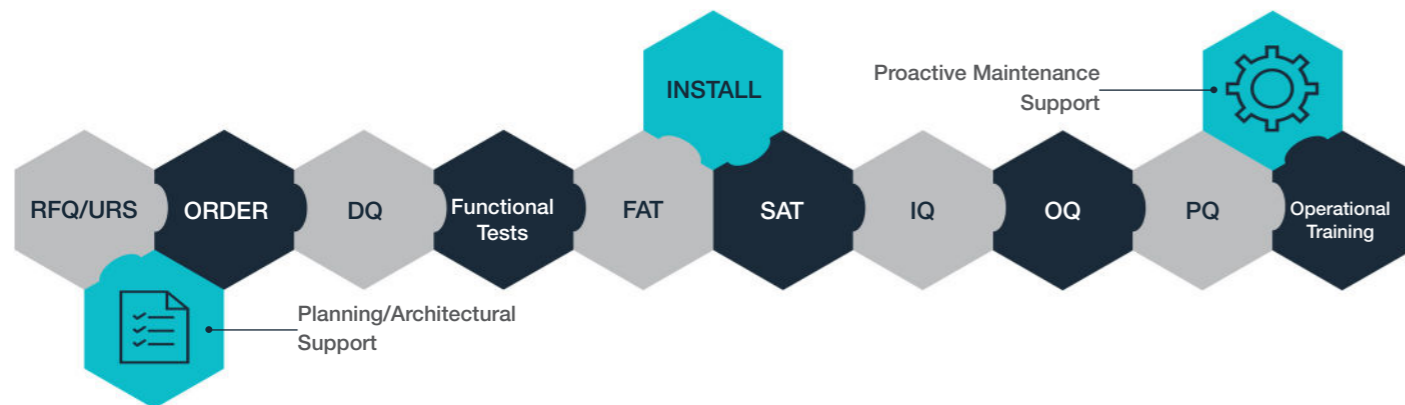 INSTALL
Proactive Maintenance
Support
RFQ/URS
ORDER
DQ
Functional
Tests
FAT
SAT
IQ
OQ
PQ
Operational
Training
Planning/Architectural
Support